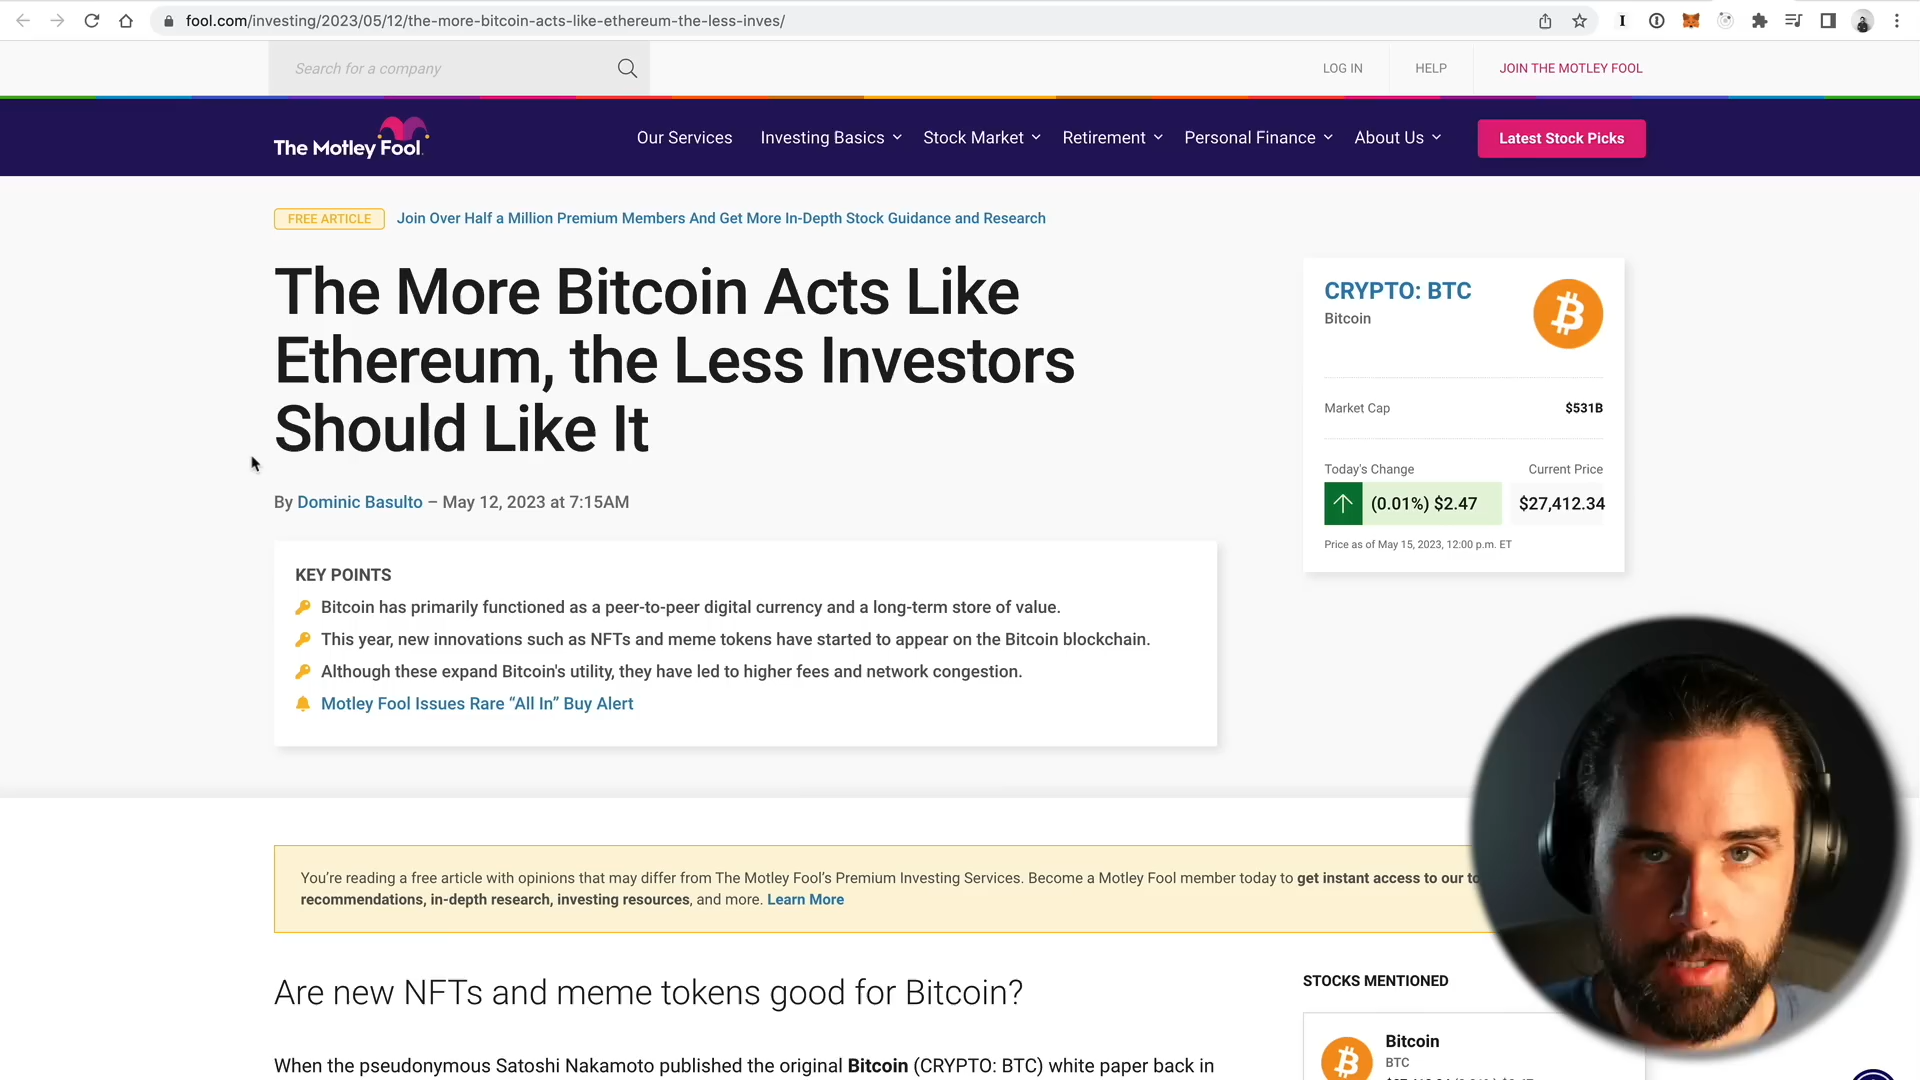 fool.com/investing/2023/05/12/the-more-bitcoin-acts-like-ethereum-the-less-inves/
Search for a company
LOG IN
HELP
JOIN THE MOTLEY FOOL
The Motley Fool.
Our Services
Investing Basics
Stock Market
Retirement
Personal Finance
About Us
Latest Stock Picks
FREE ARTICLE
Join Over Half a Million Premium Members And Get More In-Depth Stock Guidance and Research
The More Bitcoin Acts Like
Ethereum, the Less Investors
Should Like It
By Dominic Basulto – May 12, 2023 at 7:15AM
CRYPTO: BTC
Bitcoin
Market Cap
$531B
Today's Change
Current Price
(0.01%) $2.47
$27,412.34
Price as of May 15, 2023, 12:00 p.m. ET
KEY POINTS
Bitcoin has primarily functioned as a peer-to-peer digital currency and a long-term store of value.
This year, new innovations such as NFTs and meme tokens have started to appear on the Bitcoin blockchain.
Although these expand Bitcoin's utility, they have led to higher fees and network congestion.
Motley Fool Issues Rare “All In” Buy Alert
You’re reading a free article with opinions that may differ from The Motley Fool’s Premium Investing Services. Become a Motley Fool member today to get instant access to our
recommendations, in-depth research, investing resources, and more. Learn More
Are new NFTs and meme tokens good for Bitcoin?
When the pseudonymous Satoshi Nakamoto published the original Bitcoin (CRYPTO: BTC) white paper back in
STOCKS MENTIONED
Bitcoin
BTC